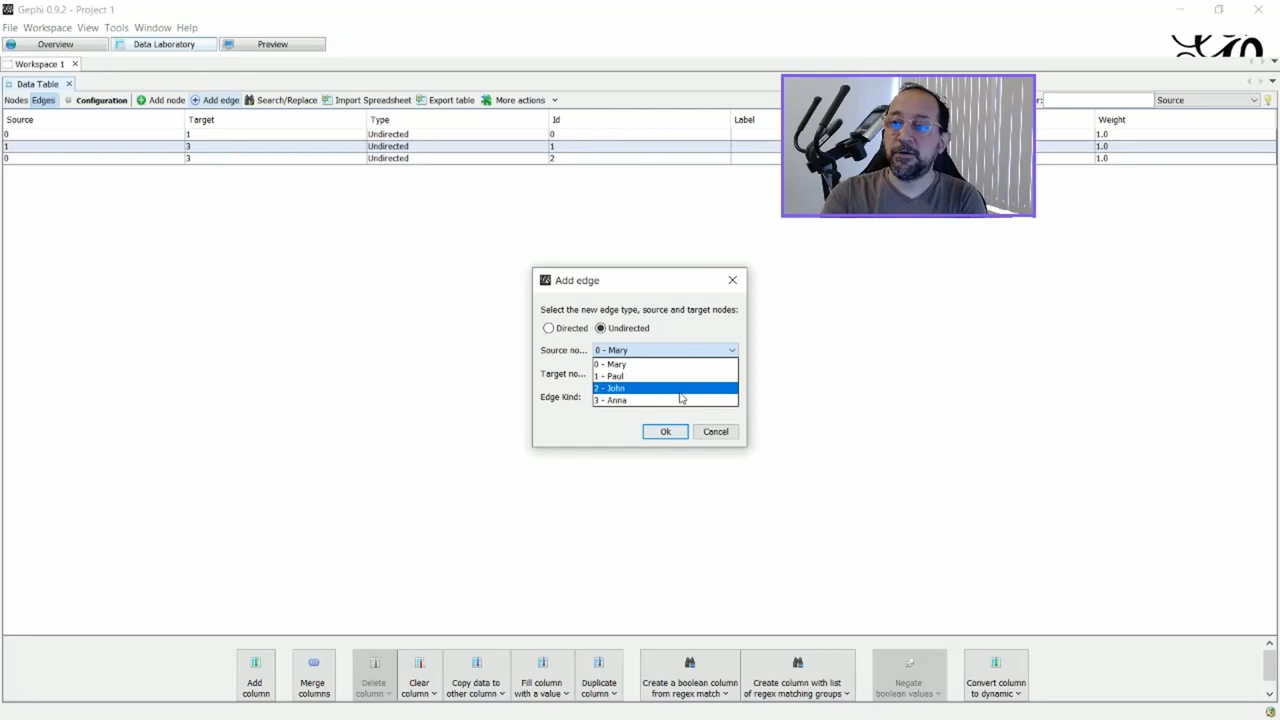 Gephi 0.9.2 - Project 1
File Workspace View Tools Window Help
Overview Data Laboratory Preview
Workspace 1
Data Table
Nodes Edges Configuration Add node Add edge Search/Replace Import Spreadsheet Export table More actions Source
Source Target Type Id Label Weight
0 1 Undirected 0 1.0
1 3 Undirected 1 1.0
0 3 Undirected 2 1.0
Add edge
Select the new edge type, source and target nodes:
Directed Undirected
Source no... 0 - Mary
0 - Mary
Target no... 1 - Paul
2 - John
Edge Kind: 3 - Anna
Ok Cancel
Add column
Merge columns
Delete column
Clear column
Copy data to other column
Fill column with a value
Duplicate column
Create a boolean column from regex match
Create column with list of regex matching groups
Negate boolean values
Convert column to dynamic